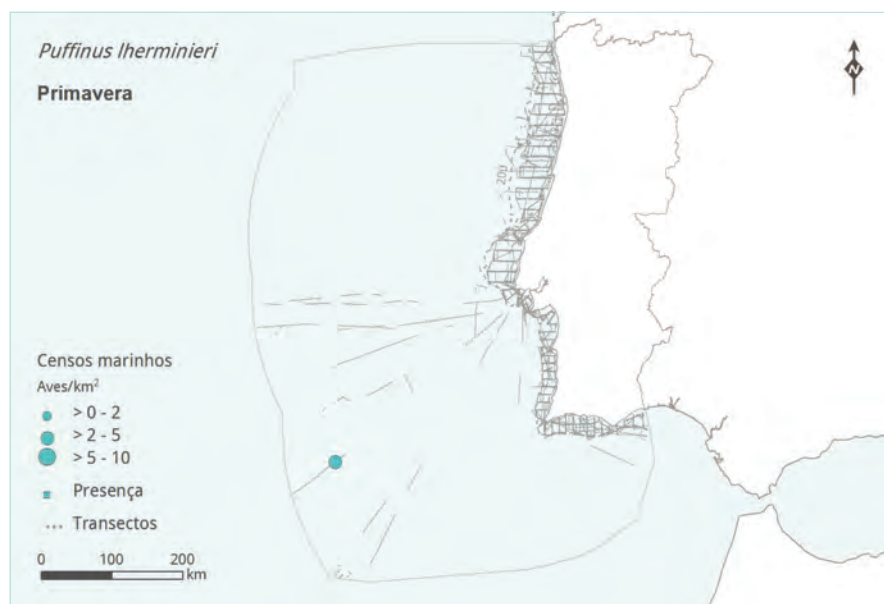 Puffinus lherminieri
Primavera
N
200
Censos marinhos
Aves/km²
> 0 - 2
> 2 - 5
> 5 - 10
Presença
Transectos
0 100 200
km